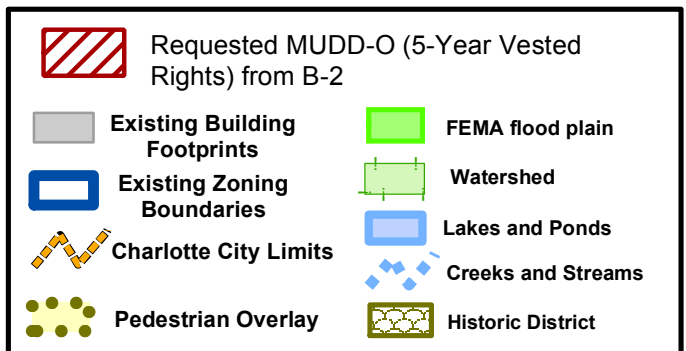 Requested MUDD-O (5-Year Vested
Rights) from B-2
Existing Building
Footprints
Existing Zoning
Boundaries
Charlotte City Limits
Pedestrian Overlay
FEMA flood plain
Watershed
Lakes and Ponds
Creeks and Streams
Historic District